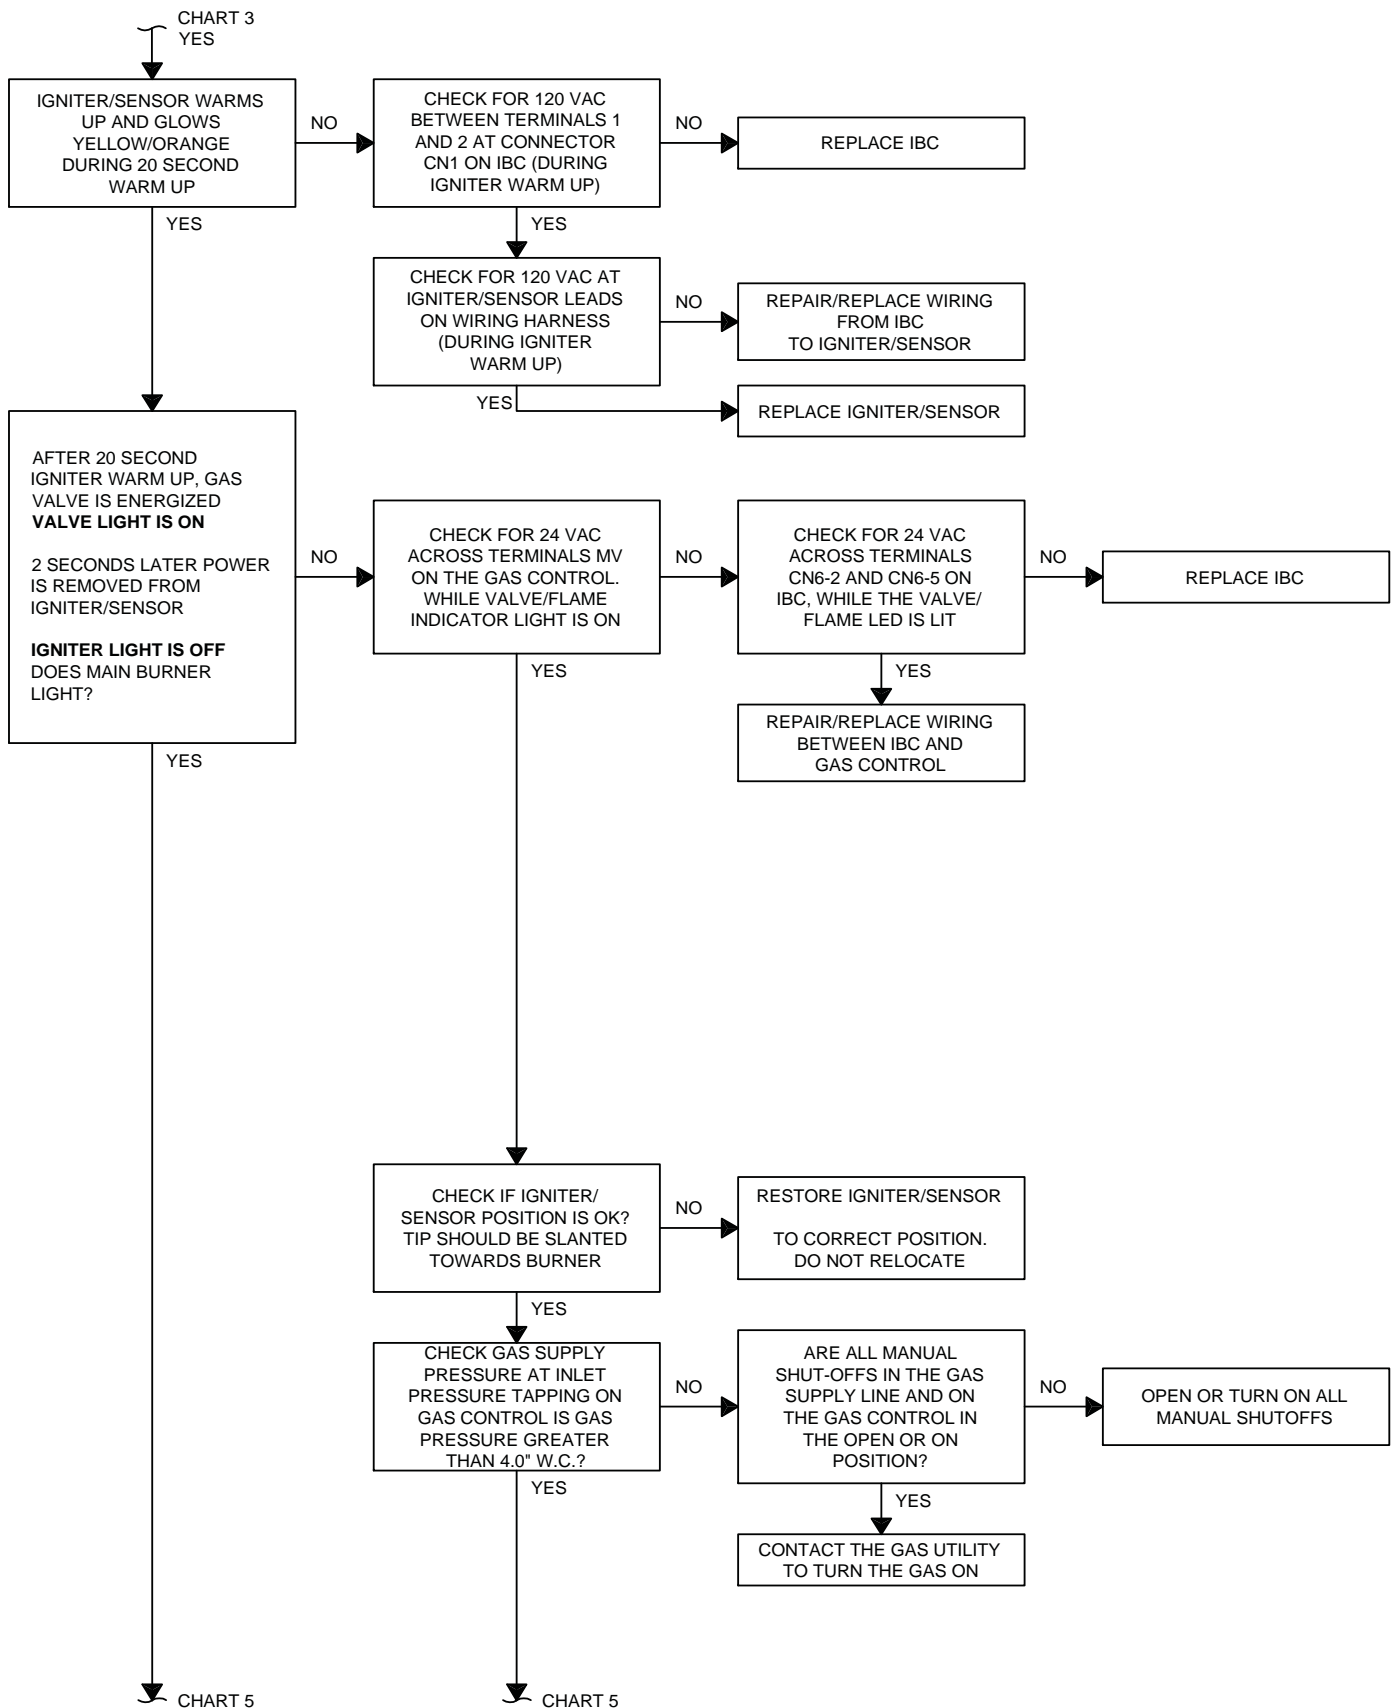 CHART 3
YES
IGNITER/SENSOR WARMS
UP AND GLOWS
YELLOW/ORANGE
DURING 20 SECOND
WARM UP
NO
CHECK FOR 120 VAC
BETWEEN TERMINALS 1
AND 2 AT CONNECTOR
CN1 ON IBC (DURING
IGNITER WARM UP)
NO
REPLACE IBC
YES
YES
CHECK FOR 120 VAC AT
IGNITER/SENSOR LEADS
ON WIRING HARNESS
(DURING IGNITER
WARM UP)
NO
REPAIR/REPLACE WIRING
FROM IBC
TO IGNITER/SENSOR
YES
REPLACE IGNITER/SENSOR
AFTER 20 SECOND
IGNITER WARM UP, GAS
VALVE IS ENERGIZED
VALVE LIGHT IS ON
2 SECONDS LATER POWER
IS REMOVED FROM
IGNITER/SENSOR
IGNITER LIGHT IS OFF
DOES MAIN BURNER
LIGHT?
NO
CHECK FOR 24 VAC
ACROSS TERMINALS MV
ON THE GAS CONTROL.
WHILE VALVE/FLAME
INDICATOR LIGHT IS ON
NO
CHECK FOR 24 VAC
ACROSS TERMINALS
CN6-2 AND CN6-5 ON
IBC, WHILE THE VALVE/
FLAME LED IS LIT
NO
REPLACE IBC
YES
YES
YES
REPAIR/REPLACE WIRING
BETWEEN IBC AND
GAS CONTROL
CHECK IF IGNITER/
SENSOR POSITION IS OK?
TIP SHOULD BE SLANTED
TOWARDS BURNER
NO
RESTORE IGNITER/SENSOR
TO CORRECT POSITION.
DO NOT RELOCATE
YES
CHECK GAS SUPPLY
PRESSURE AT INLET
PRESSURE TAPPING ON
GAS CONTROL IS GAS
PRESSURE GREATER
THAN 4.0" W.C.?
NO
ARE ALL MANUAL
SHUT-OFFS IN THE GAS
SUPPLY LINE AND ON
THE GAS CONTROL IN
THE OPEN OR ON
POSITION?
NO
OPEN OR TURN ON ALL
MANUAL SHUTOFFS
YES
YES
CONTACT THE GAS UTILITY
TO TURN THE GAS ON
CHART 5
CHART 5